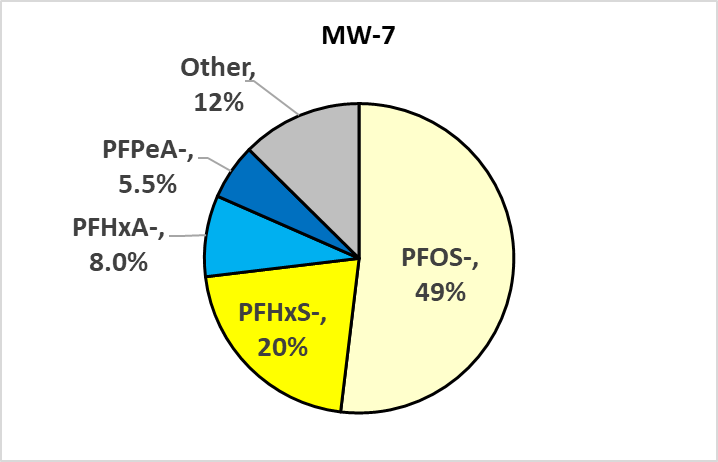 MW-7
Other,
12%
PFPeA-,
5.5%
PFHxA-,
8.0%
PFOS-,
49%
PFHxS-,
20%